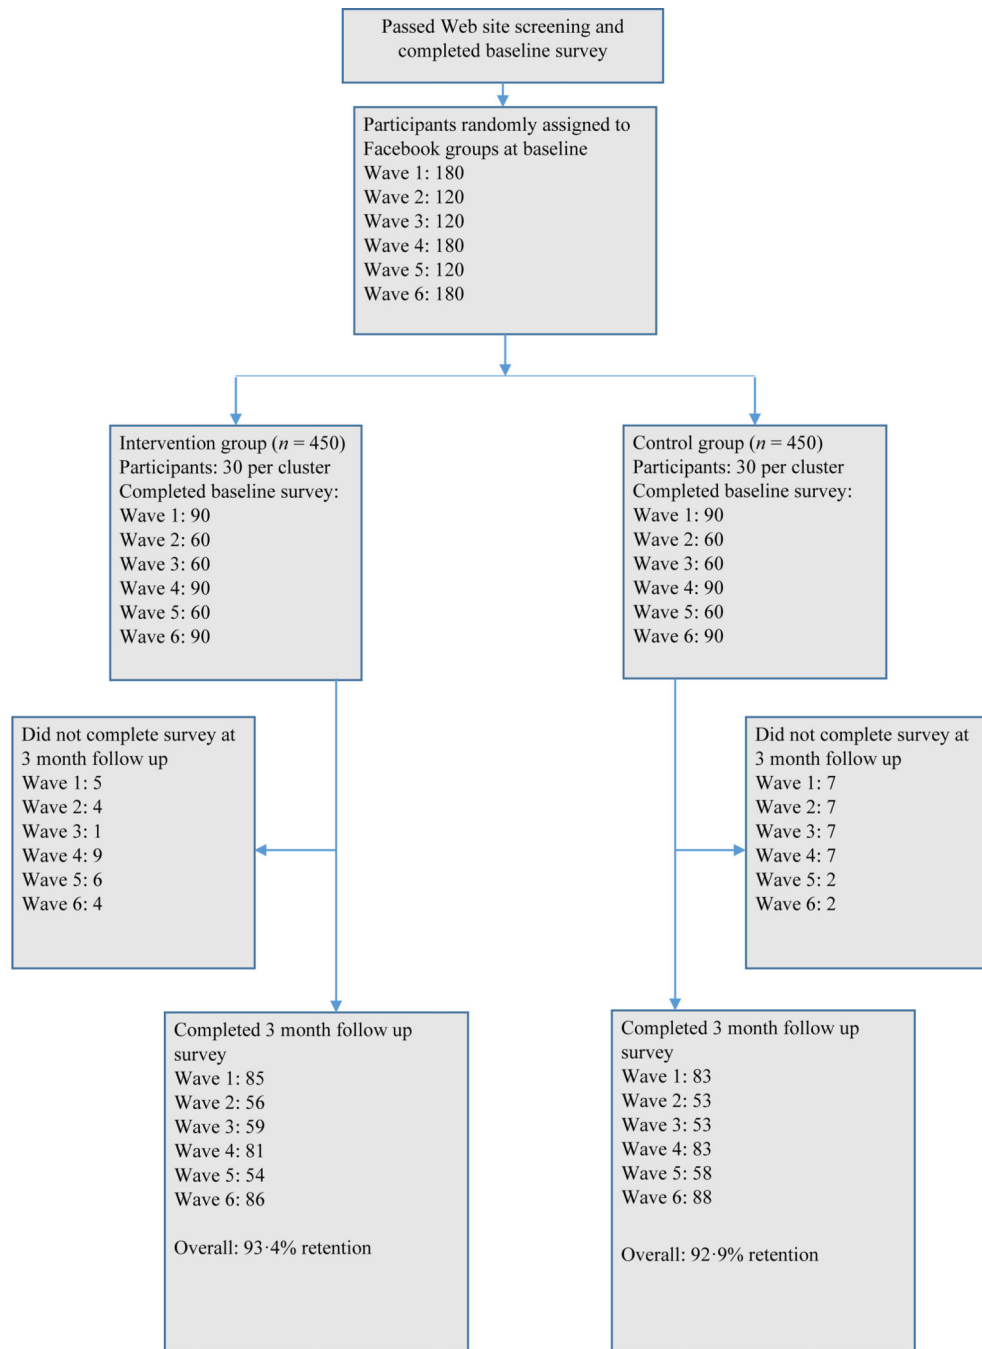 Passed Web site screening and
completed baseline survey
Participants randomly assigned to
Facebook groups at baseline
Wave 1: 180
Wave 2: 120
Wave 3: 120
Wave 4: 180
Wave 5: 120
Wave 6: 180
Intervention group (n = 450)
Participants: 30 per cluster
Completed baseline survey:
Wave 1: 90
Wave 2: 60
Wave 3: 60
Wave 4: 90
Wave 5: 60
Wave 6: 90
Control group (n = 450)
Participants: 30 per cluster
Completed baseline survey:
Wave 1: 90
Wave 2: 60
Wave 3: 60
Wave 4: 90
Wave 5: 60
Wave 6: 90
Did not complete survey at
3 month follow up
Wave 1: 5
Wave 2: 4
Wave 3: 1
Wave 4: 9
Wave 5: 6
Wave 6: 4
Did not complete survey at
3 month follow up
Wave 1: 7
Wave 2: 7
Wave 3: 7
Wave 4: 7
Wave 5: 2
Wave 6: 2
Completed 3 month follow up
survey
Wave 1: 85
Wave 2: 56
Wave 3: 59
Wave 4: 81
Wave 5: 54
Wave 6: 86
Overall: 93·4% retention
Completed 3 month follow up
survey
Wave 1: 83
Wave 2: 53
Wave 3: 53
Wave 4: 83
Wave 5: 58
Wave 6: 88
Overall: 92·9% retention